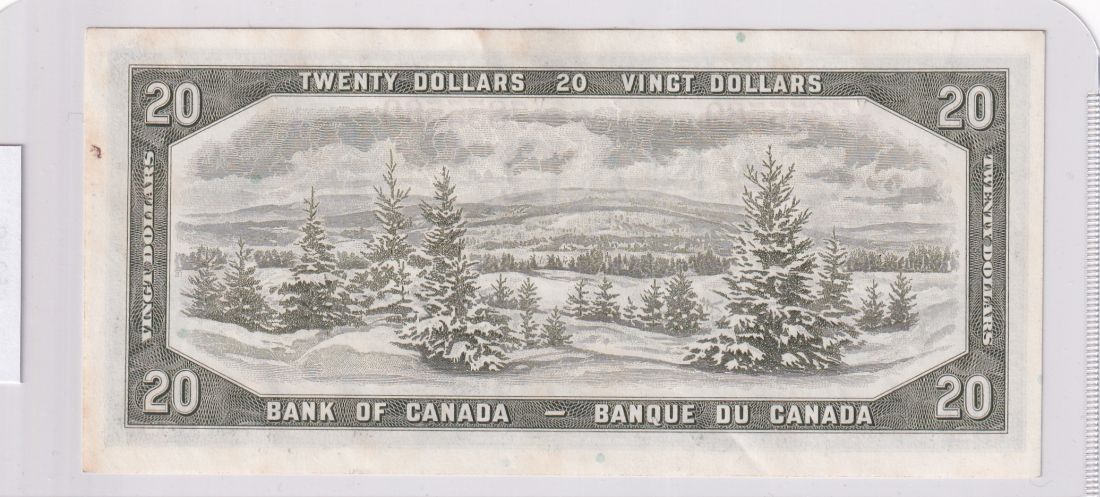 TWENTY DOLLARS 20 VINGT DOLLARS
20
20
VINGT DOLLARS
TWENTY DOLLARS
20
20
BANK OF CANADA – BANQUE DU CANADA